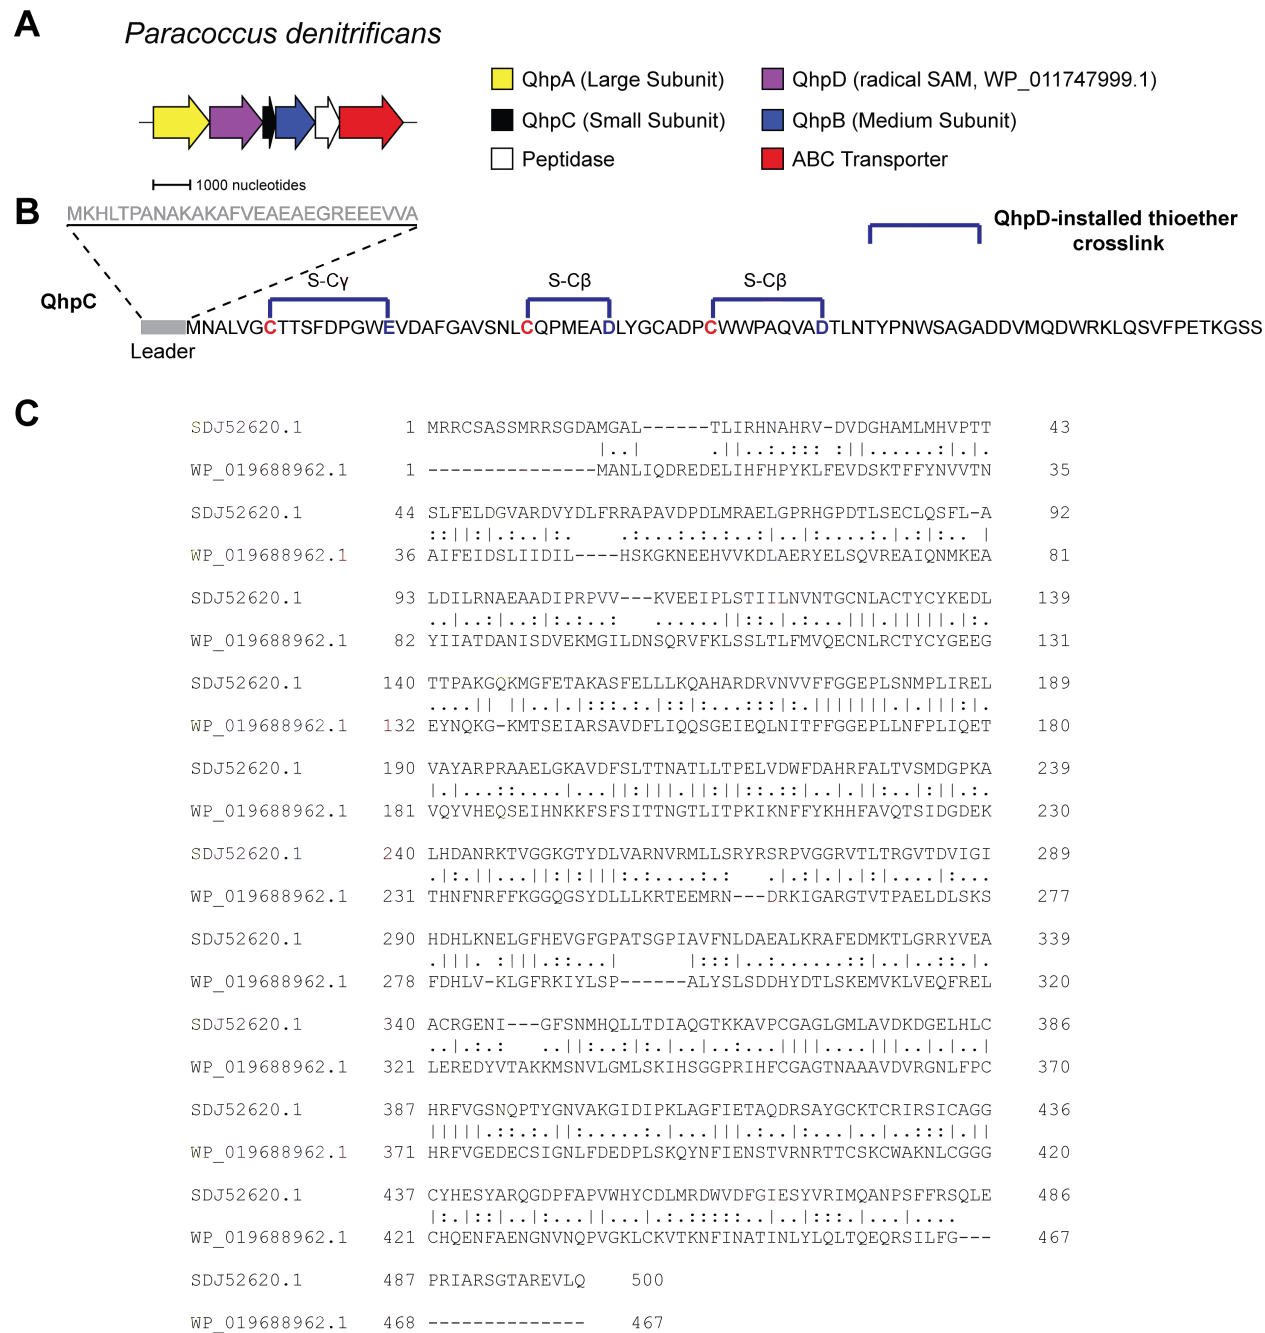 A
Paracoccus denitrificans
QhpA (Large Subunit)
QhpD (radical SAM, WP_011747999.1)
QhpC (Small Subunit)
QhpB (Medium Subunit)
Peptidase
ABC Transporter
1000 nucleotides
B
MKHLTPANAKAKAFVEAEAEGREEEVVA
QhpD-installed thioether
crosslink
S-Cγ
S-Cβ
S-Cβ
QhpC
MNALVGCTTSFDPGWEVDAFGAVSNLCQPMEADLYGCADPCWWPAQVADTLNTYPNWSAGADDVMQDWRKLQSVFPETKGSS
Leader
C
SDJ52620.1 1 MRRCSASSMRRSGDAMGAL------TLIRHNAHRV-DVDGHAMLMHVPTT 43
WP_019688962.1 1 ---------------MANLIQDREDELIHFHPYKLFEVDSKTFFYNVVTN 35
SDJ52620.1 44 SLFELDGVARDVYDLFRRAPAVDPDLMRAELGPRHGPDTLSECLQSFL-A 92
WP_019688962.1 36 AIFEIDSLIIDIL----HSKGKNEEHVVKDLAERYELSQVREAIQNMKEA 81
SDJ52620.1 93 LDILRNAEAADIPRPVV---KVEEIPLSTIILNVNTGCNLACTYCYKEDL 139
WP_019688962.1 82 YIIATDANISDVEKMGILDNSQRVFKLSSLTLFMVQECNLRCTYCYGEEG 131
SDJ52620.1 140 TTPAKGQKMGFETAKASFELLLKQAHARDRVNVVFFGGEPLSNMPLIREL 189
WP_019688962.1 132 EYNQKG-KMTSEIARSAVDFLIQQSGEIEQLNITFFGGEPLLNFPLIQET 180
SDJ52620.1 190 VAYARPRAAELGKAVDFSLTTNATLLTPELVDWFDAHRFALTVSMDGPKA 239
WP_019688962.1 181 VQYVHEQSEIHNKKFSFSITTNGTLITPKIKNFFYKHHFAVQTSIDGDEK 230
SDJ52620.1 240 LHDANRKTVGGKGTYDLVARNVRMLLSRYRSRPVGGRVTLTRGVTDVIGI 289
WP_019688962.1 231 THNFNRFFKGGQGSYDLLLKRTEEMRN---DRKIGARGTVTPAELDLSKS 277
SDJ52620.1 290 HDHLKNELGFHEVGFGPATSGPIAVFNLDAEALKRAFEDMKTLGRRYVEA 339
WP_019688962.1 278 FDHLV-KLGFRKIYLSP------ALYSLSDDHYDTLSKEMVKLVEQFREL 320
SDJ52620.1 340 ACRGENI---GFSNMHQLLTDIAQGTKKAVPCGAGLGMLAVDKDGELHLC 386
WP_019688962.1 321 LEREDYVTAKKMSNVLGMLSKIHSGGPRIHFCGAGTNAAAVDVRGNLFPC 370
SDJ52620.1 387 HRFVGSNQPTYGNVAKGIDIPKLAGFIETAQDRSAYGCKTCRIRSICAGG 436
WP_019688962.1 371 HRFVGEDECSIGNLFDEDPLSKQYNFIENSTVRNRTTCSKCWAKNLCGGG 420
SDJ52620.1 437 CYHESYARQGDPFAPVWHYCDLMRDWVDFGIESYVRIMQANPSFFRSQLE 486
WP_019688962.1 421 CHQENFAENGNVNQPVGKLCKVTKNFINATINLYLQLTQEQRSILFG--- 467
SDJ52620.1 487 PRIARSGTAREVLQ 500
WP_019688962.1 468 -------------- 467